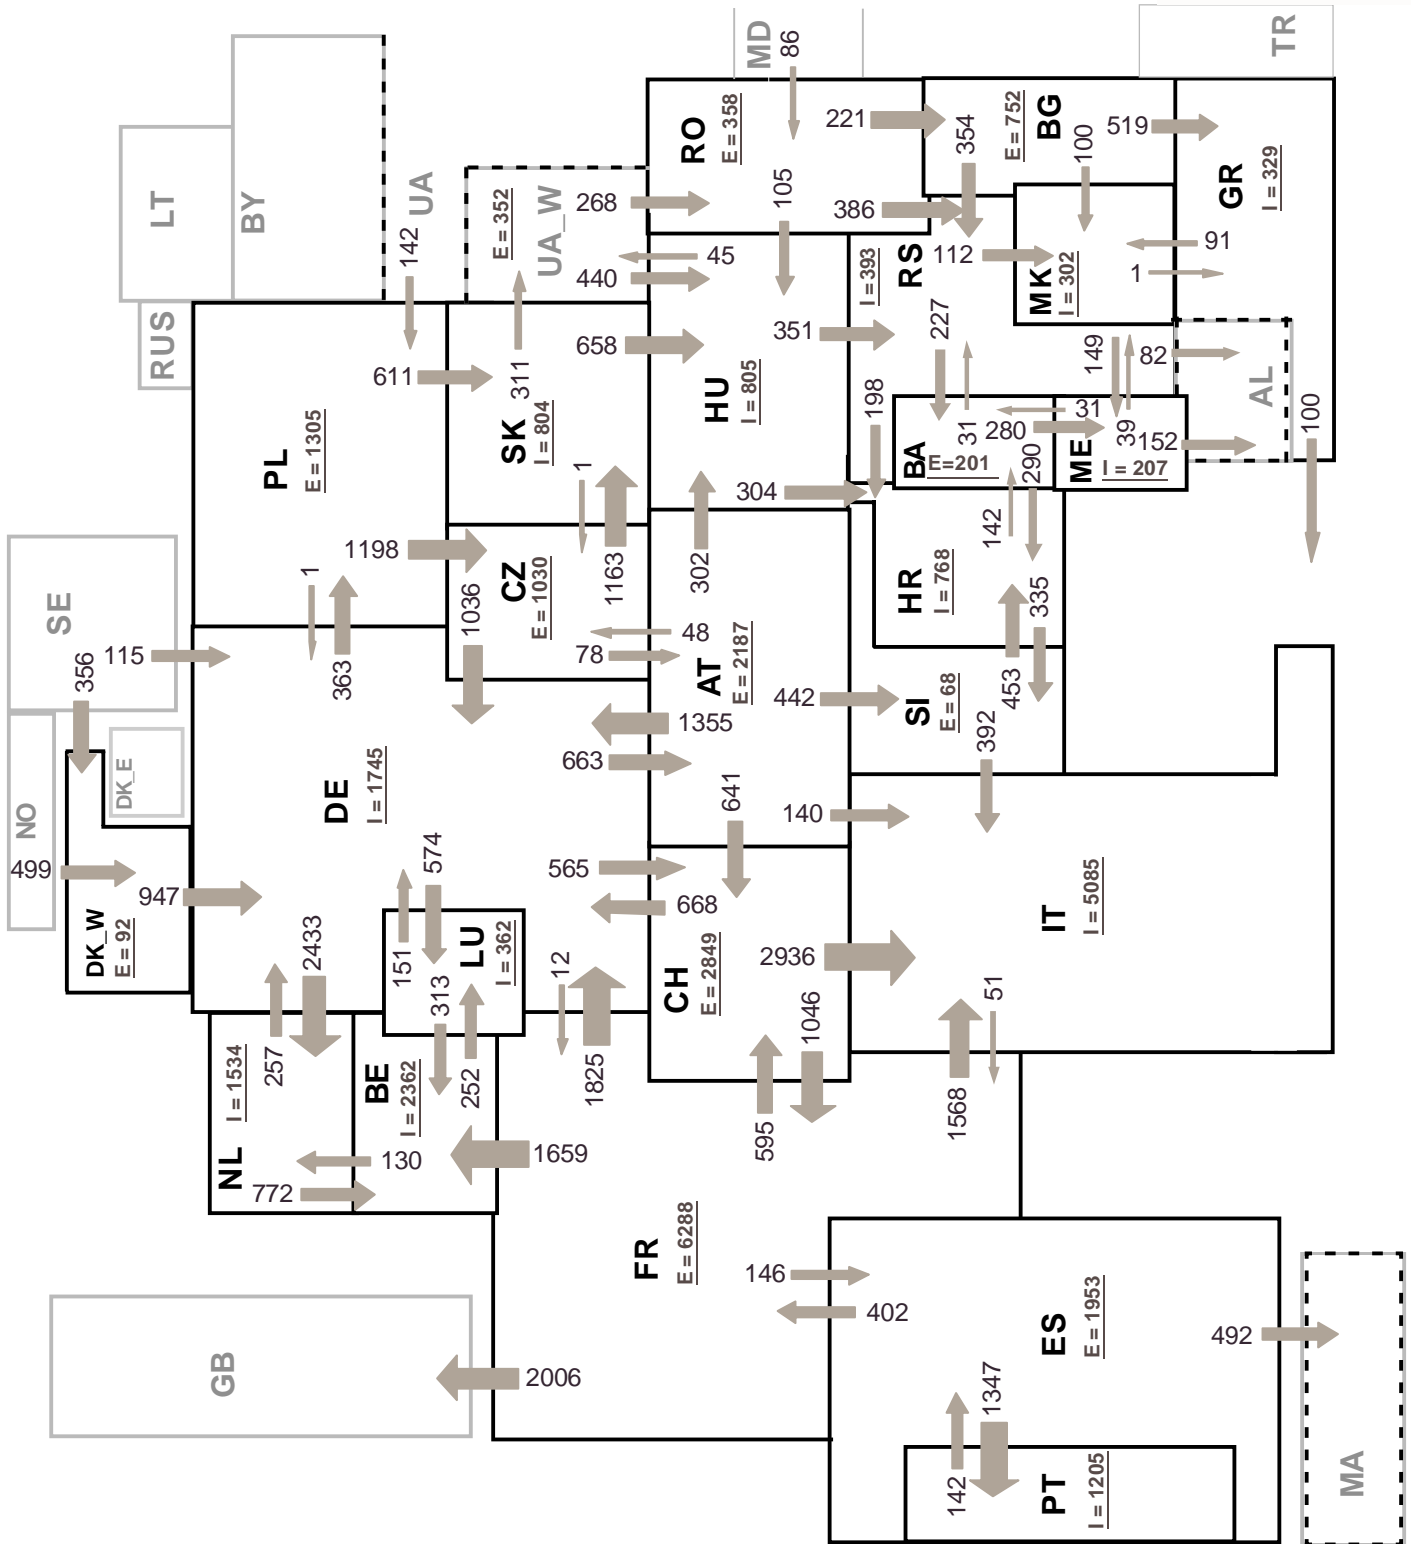 MD
86
TR
RO
E = 358
221
BG
E = 752
354
100
519
GR
I = 329
LT
BY
142 UA
UA_W
E = 352
268
105
386
45
440
RS
I = 393
112
MK
I = 302
91
1
RUS
PL
E = 1305
611
SK
I = 804
311
658
HU
I = 805
351
227
198
149
82
AL
100
BA
E=201
31
280
31
39
152
ME
I = 207
290
142
1
304
1198
CZ
E = 1030
1163
302
HR
I = 768
335
453
SE
356
115
1
363
1036
48
78
AT
E = 2187
442
SI
E = 68
392
1355
663
641
140
NO
DK_E
DE
I = 1745
499
947
DK_W
E = 92
574
151
LU
I = 362
313
252
565
668
12
1825
CH
E = 2849
2936
1046
595
IT
I = 5085
51
1568
2433
257
NL
I = 1534
BE
I = 2362
130
772
1659
FR
E = 6288
146
402
ES
E = 1953
492
GB
2006
1347
142
PT
I = 1205
MA